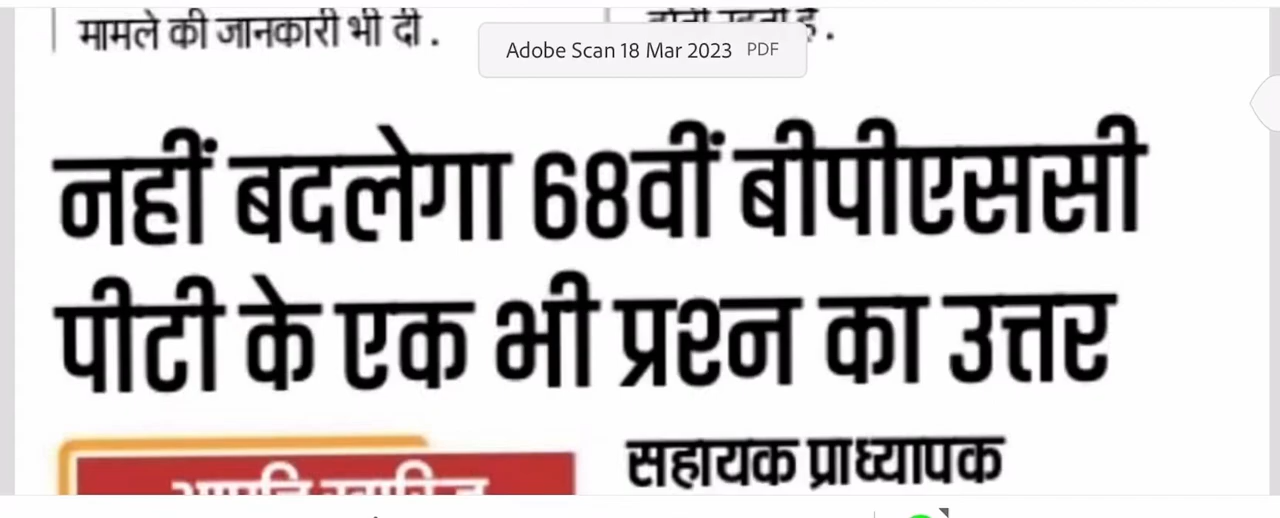 मामले की जानकारी भी दी .
Adobe Scan 18 Mar 2023 PDF
नहीं बदलेगा 68वीं बीपीएससी
पीटी के एक भी प्रश्न का उत्तर
सहायक प्राध्यापक